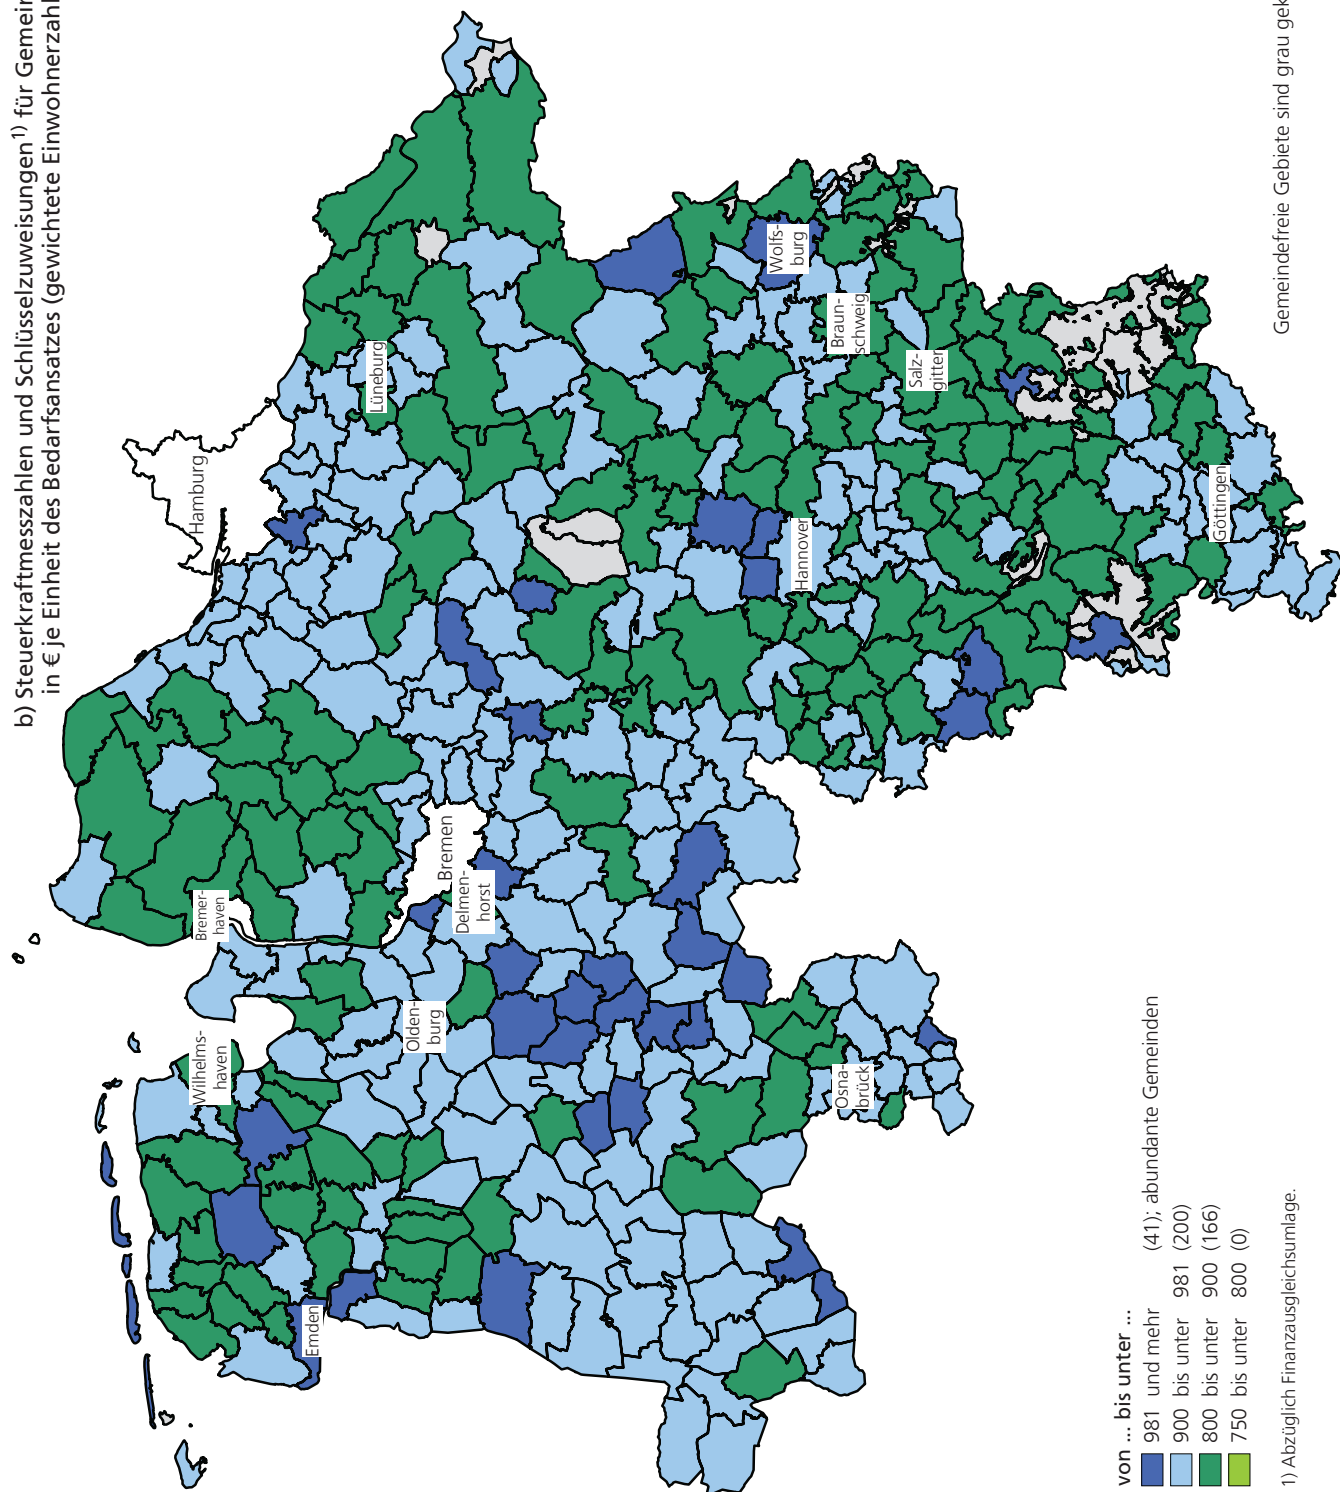 b) Steuerkraftmesszahlen und Schlüsselzuweisungen¹⁾ für Gemein
in € je Einheit des Bedarfsansatzes (gewichtete Einwohnerzahl
Hamburg
Bremer-
haven
Wilhelms-
haven
Lüneburg
Emden
Olden-
burg
Bremen
Delmen-
horst
Wolfs-
burg
Braun-
schweig
Hannover
Salz-
gitter
Osna-
brück
Göttingen
von ... bis unter ...
981 und mehr (41); abundante Gemeinden
900 bis unter 981 (200)
800 bis unter 900 (166)
750 bis unter 800 (0)
1) Abzüglich Finanzausgleichsumlage.
Gemeindefreie Gebiete sind grau gek